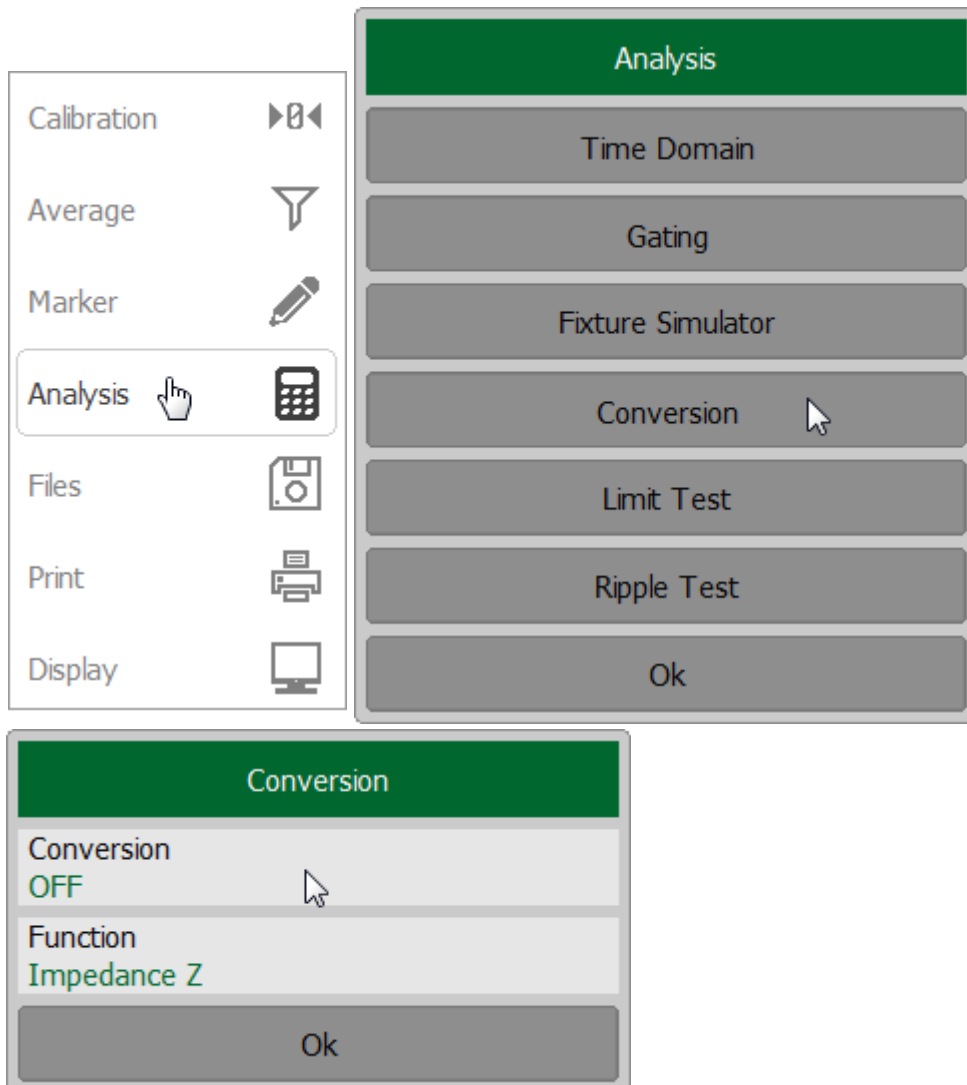 Calibration
Average
Marker
Analysis
Files
Print
Display
Analysis
Time Domain
Gating
Fixture Simulator
Conversion
Limit Test
Ripple Test
Ok
Conversion
Conversion
OFF
Function
Impedance Z
Ok